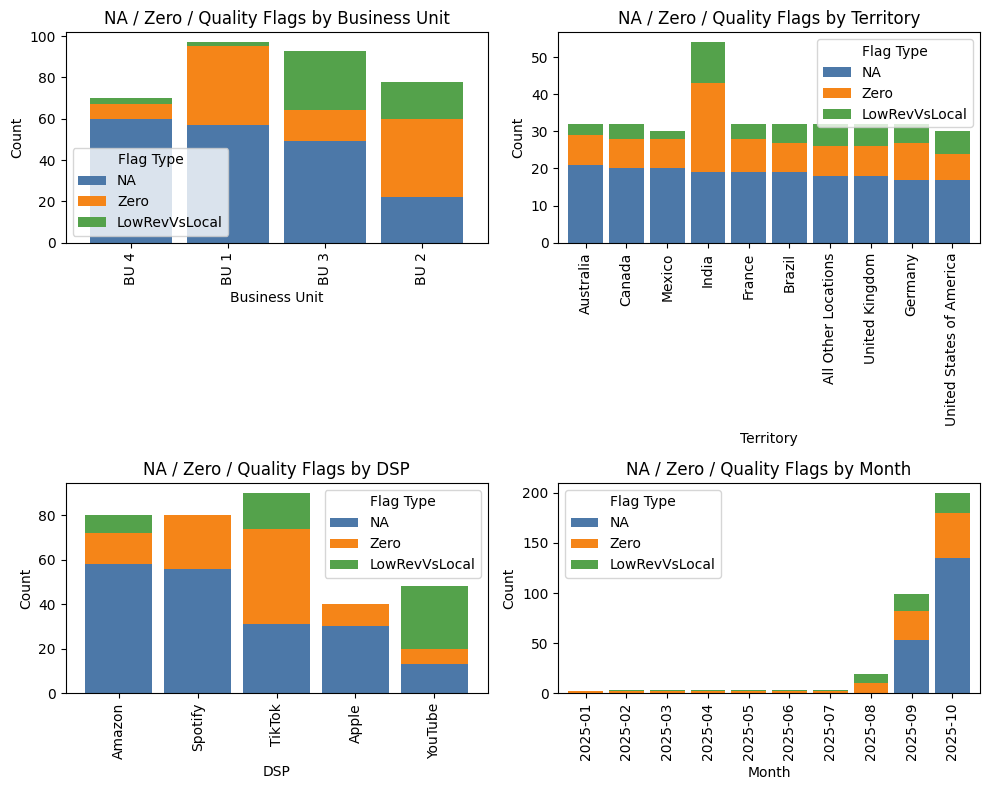 NA / Zero / Quality Flags by Business Unit
100
80
60
40
20
0
Count
Flag Type
NA
Zero
LowRevVsLocal
BU 4
BU 1
BU 3
BU 2
Business Unit
NA / Zero / Quality Flags by Territory
50
40
30
20
10
0
Count
Flag Type
NA
Zero
LowRevVsLocal
Australia
Canada
Mexico
India
France
Brazil
All Other Locations
United Kingdom
Germany
United States of America
Territory
NA / Zero / Quality Flags by DSP
80
60
40
20
0
Count
Flag Type
NA
Zero
LowRevVsLocal
Amazon
Spotify
TikTok
Apple
YouTube
DSP
NA / Zero / Quality Flags by Month
200
150
100
50
0
Count
Flag Type
NA
Zero
LowRevVsLocal
2025-01
2025-02
2025-03
2025-04
2025-05
2025-06
2025-07
2025-08
2025-09
2025-10
Month